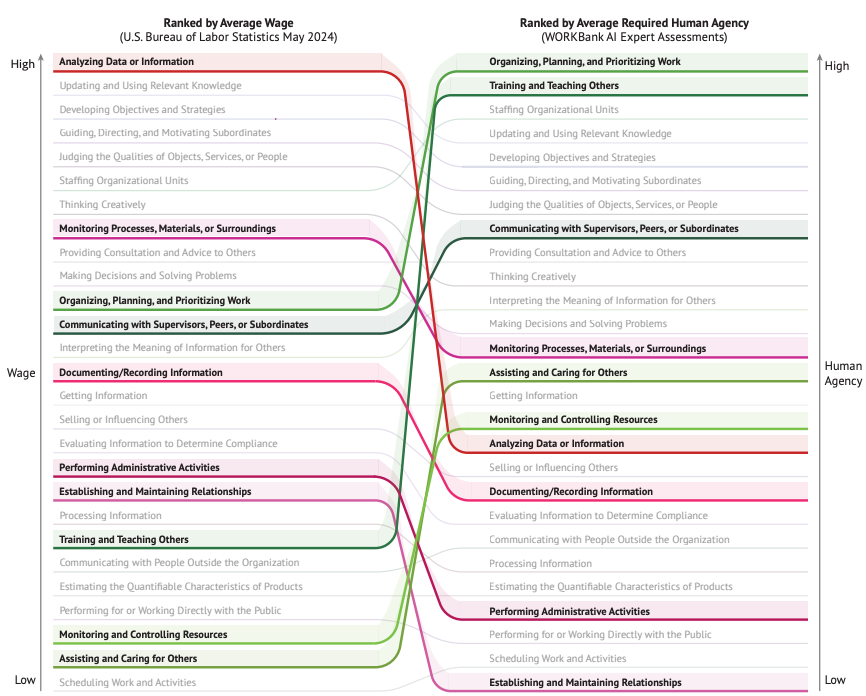 Ranked by Average Wage
(U.S. Bureau of Labor Statistics May 2024)
High
Analyzing Data or Information
Updating and Using Relevant Knowledge
Developing Objectives and Strategies
Guiding, Directing, and Motivating Subordinates
Judging the Qualities of Objects, Services, or People
Staffing Organizational Units
Thinking Creatively
Monitoring Processes, Materials, or Surroundings
Providing Consultation and Advice to Others
Making Decisions and Solving Problems
Organizing, Planning, and Prioritizing Work
Communicating with Supervisors, Peers, or Subordinates
Interpreting the Meaning of Information for Others
Wage
Documenting/Recording Information
Getting Information
Selling or Influencing Others
Evaluating Information to Determine Compliance
Performing Administrative Activities
Establishing and Maintaining Relationships
Processing Information
Training and Teaching Others
Communicating with People Outside the Organization
Estimating the Quantifiable Characteristics of Products
Performing for or Working Directly with the Public
Monitoring and Controlling Resources
Assisting and Caring for Others
Low
Scheduling Work and Activities
Ranked by Average Required Human Agency
(WORKBank AI Expert Assessments)
Organizing, Planning, and Prioritizing Work
High
Training and Teaching Others
Staffing Organizational Units
Updating and Using Relevant Knowledge
Developing Objectives and Strategies
Guiding, Directing, and Motivating Subordinates
Judging the Qualities of Objects, Services, or People
Communicating with Supervisors, Peers, or Subordinates
Providing Consultation and Advice to Others
Thinking Creatively
Interpreting the Meaning of Information for Others
Making Decisions and Solving Problems
Monitoring Processes, Materials, or Surroundings
Human
Agency
Assisting and Caring for Others
Getting Information
Monitoring and Controlling Resources
Analyzing Data or Information
Selling or Influencing Others
Documenting/Recording Information
Evaluating Information to Determine Compliance
Communicating with People Outside the Organization
Processing Information
Estimating the Quantifiable Characteristics of Products
Performing Administrative Activities
Performing for or Working Directly with the Public
Scheduling Work and Activities
Establishing and Maintaining Relationships
Low